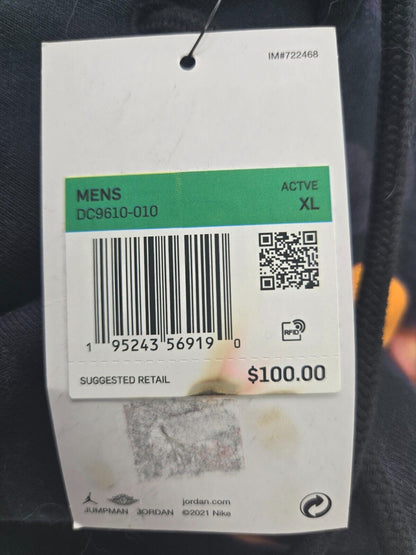 IM#722468
MENS ACTVE
DC9610-010 XL
RFID
1 95243 56919 0
SUGGESTED RETAIL $100.00
jordan.com
JUMPMAN JORDAN ©2021 Nike